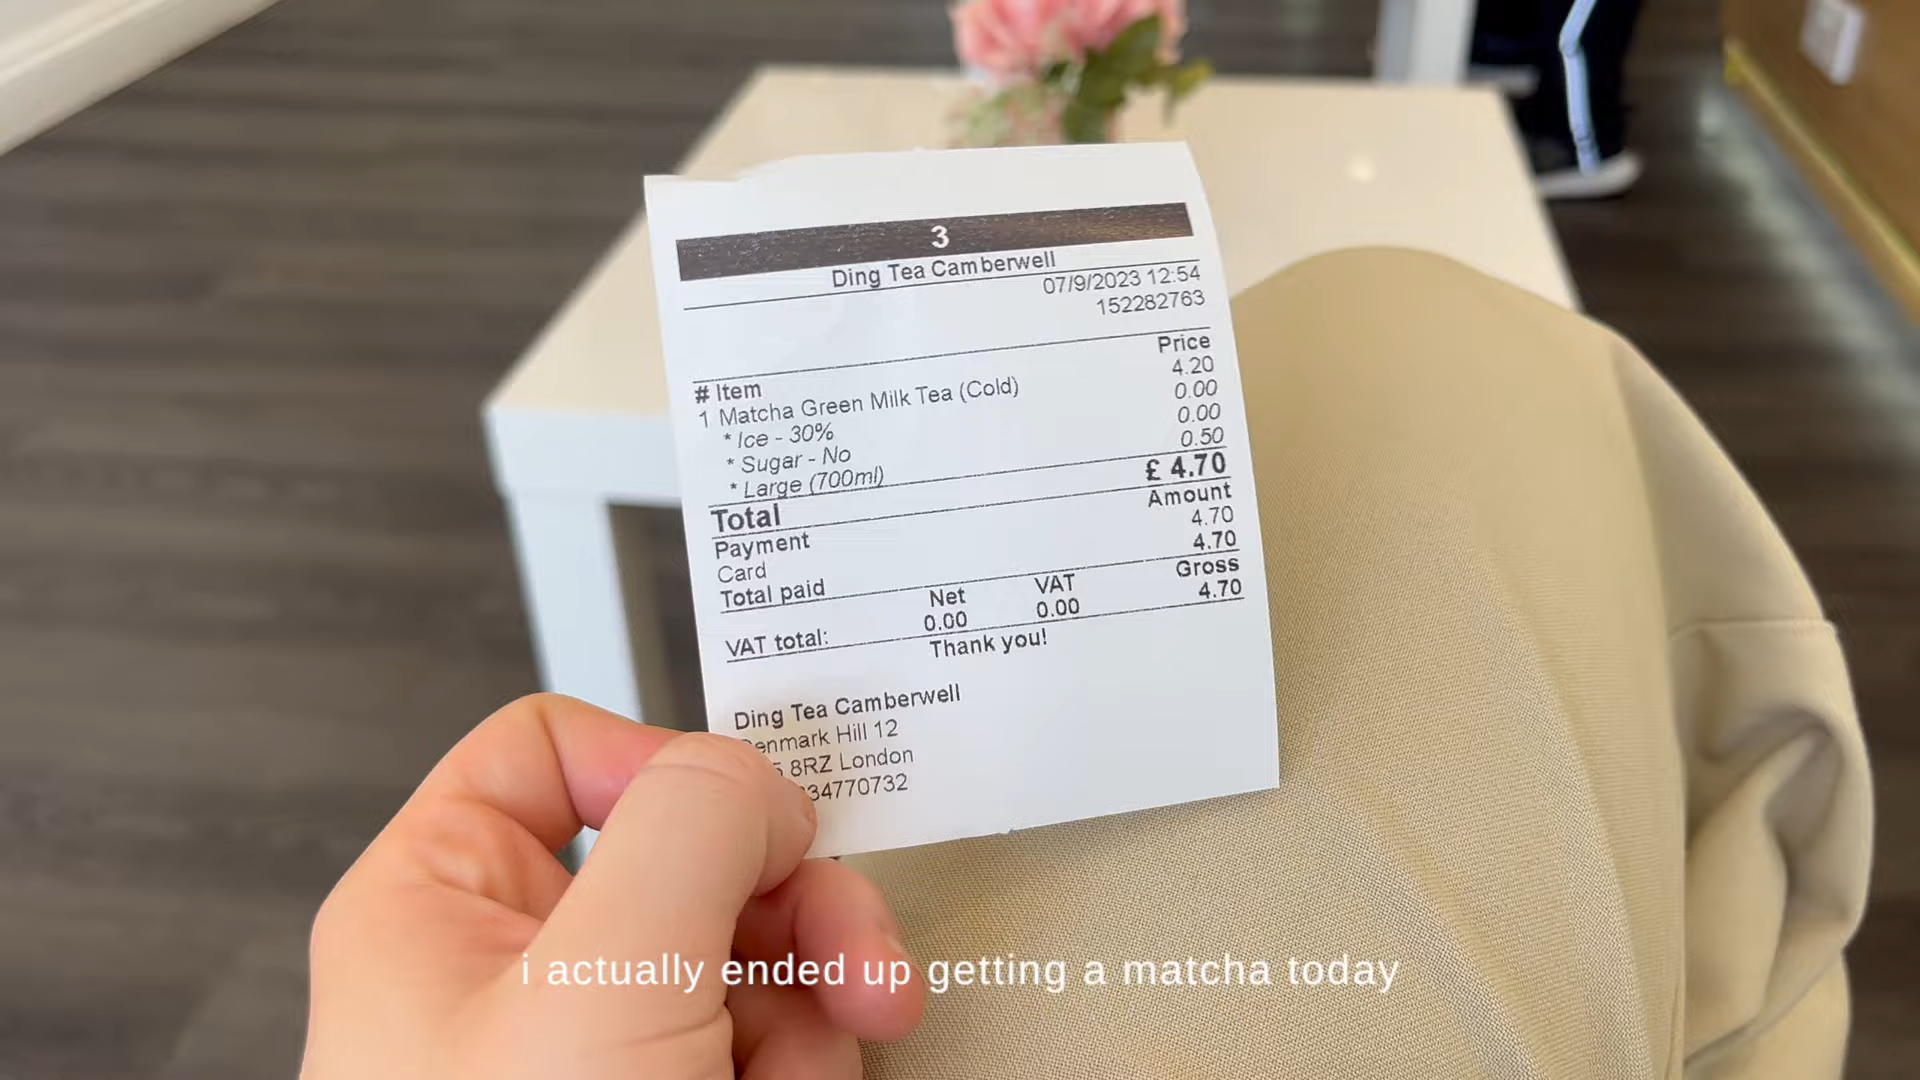 3
Ding Tea Camberwell
07/9/2023 12:54
152282763
# Item Price
1 Matcha Green Milk Tea (Cold) 4.20
* Ice - 30% 0.00
* Sugar - No 0.00
* Large (700ml) 0.50
Total £ 4.70
Payment Amount
Card 4.70
Total paid 4.70
Net VAT Gross
VAT total: 0.00 0.00 4.70
Thank you!
Ding Tea Camberwell
Hill 12
8RZ London
34770732
i actually ended up getting a matcha today